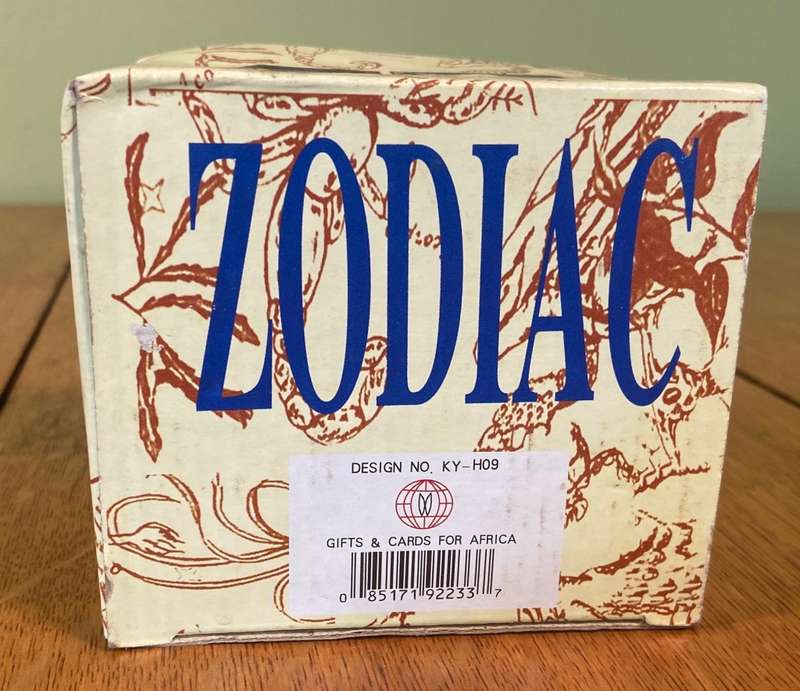 ZODIAC
DESIGN NO. KY-H09
GIFTS & CARDS FOR AFRICA
0 85171 92233 7